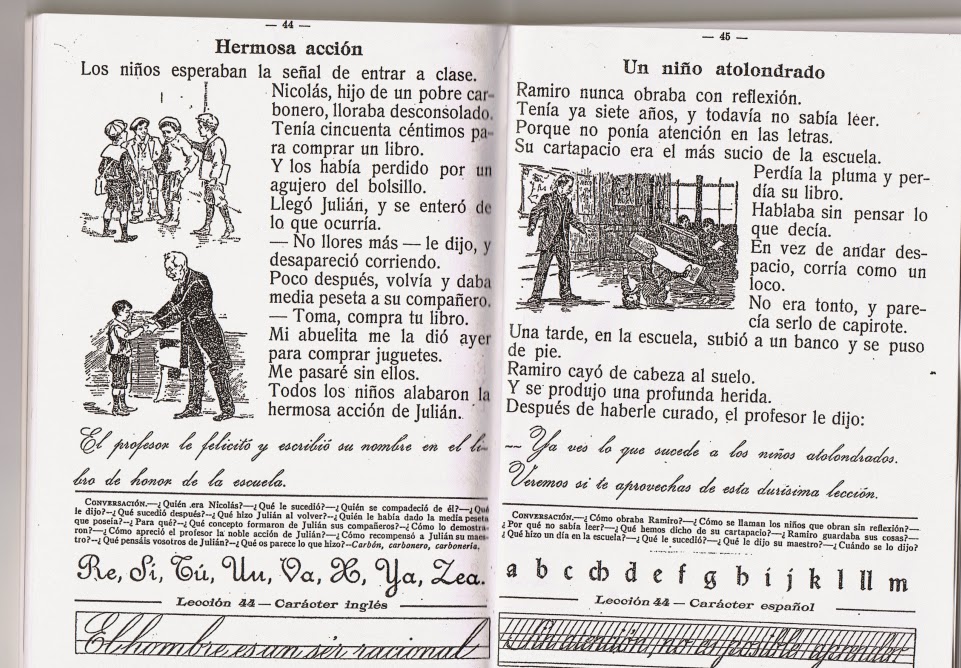 — 44 —
Hermosa acción
Los niños esperaban la señal de entrar a clase.
Nicolás, hijo de un pobre car-
bonero, lloraba desconsolado.
Tenía cincuenta céntimos pa-
ra comprar un libro.
Y los había perdido por un
agujero del bolsillo.
Llegó Julián, y se enteró de
lo que ocurría.
— No llores más — le dijo, y
desapareció corriendo.
Poco después, volvía y daba
media peseta a su compañero.
— Toma, compra tu libro.
Mi abuelita me la dió ayer
para comprar juguetes.
Me pasaré sin ellos.
Todos los niños alababan la
hermosa acción de Julián.
El profesor le felicitó y escribió su nombre en el li-
bro de honor de la escuela.
CONVERSACIÓN.—¿Quién era Nicolás?—¿Qué le sucedió?—¿Quién se compadeció de él?—¿Qué
le dijo?—¿Qué sucedió después?—¿Qué hizo Julián al volver?—¿Quién le había dado la media peseta
que poseía?—¿Para qué?—¿Qué concepto formaron de Julián sus compañeros?—¿Cómo lo demostra-
ron?—¿Cómo apreció el profesor la noble acción de Julián?—¿Cómo recompensó a Julián su maes-
tro?—¿Qué pensáis vosotros de Julián?—¿Qué os parece lo que hizo?—Carbón, carbonero, carbonería.
Re, Si, Tú, Uu, Va, X, Ya, Zea.
Lección 44 — Carácter inglés
El hombre es un sér racional
— 45 —
Un niño atolondrado
Ramiro nunca obraba con reflexión.
Tenía ya siete años, y todavía no sabía leer.
Porque no ponía atención en las letras.
Su cartapacio era el más sucio de la escuela.
Perdía la pluma y per-
día su libro.
Hablaba sin pensar lo
que decía.
En vez de andar des-
pacio, corría como un
loco.
No era tonto, y pare-
cía serlo de capirote.
Una tarde, en la escuela, subió a un banco y se puso
de pie.
Ramiro cayó de cabeza al suelo.
Y se produjo una profunda herida.
Después de haberle curado, el profesor le dijo:
— Ya ves lo que sucede a los niños atolondrados.
Veremos si te aprovechas de esta durísima lección.
CONVERSACIÓN.—¿Cómo obraba Ramiro?—¿Cómo se llaman los niños que obran sin reflexión?—
¿Por qué no sabía leer?—¿Qué hemos dicho de su cartapacio?—¿Ramiro guardaba sus cosas?—
¿Qué hizo un día en la escuela?—¿Qué le sucedió?—¿Qué le dijo su maestro?—¿Cuándo se lo dijo?
a b c ch d e f g h i j k l ll m
Lección 44 — Carácter español
Sin atención, no es posible aprender